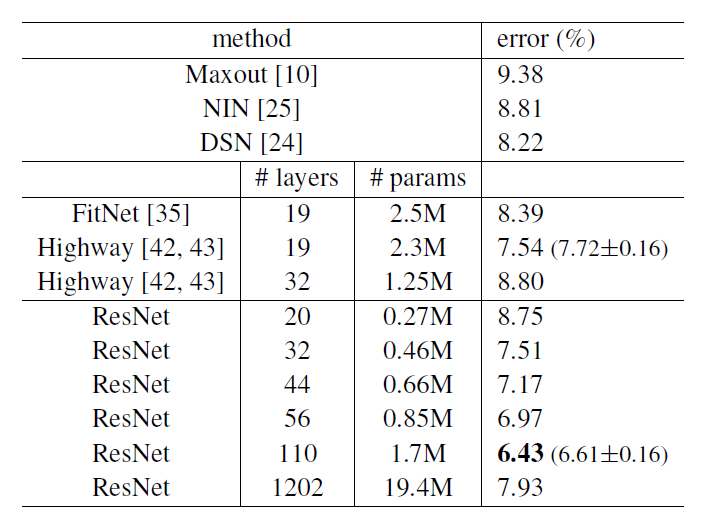 method error (%)
Maxout [10] 9.38
NIN [25] 8.81
DSN [24] 8.22
# layers # params
FitNet [35] 19 2.5M 8.39
Highway [42, 43] 19 2.3M 7.54 (7.72±0.16)
Highway [42, 43] 32 1.25M 8.80
ResNet 20 0.27M 8.75
ResNet 32 0.46M 7.51
ResNet 44 0.66M 7.17
ResNet 56 0.85M 6.97
ResNet 110 1.7M 6.43 (6.61±0.16)
ResNet 1202 19.4M 7.93